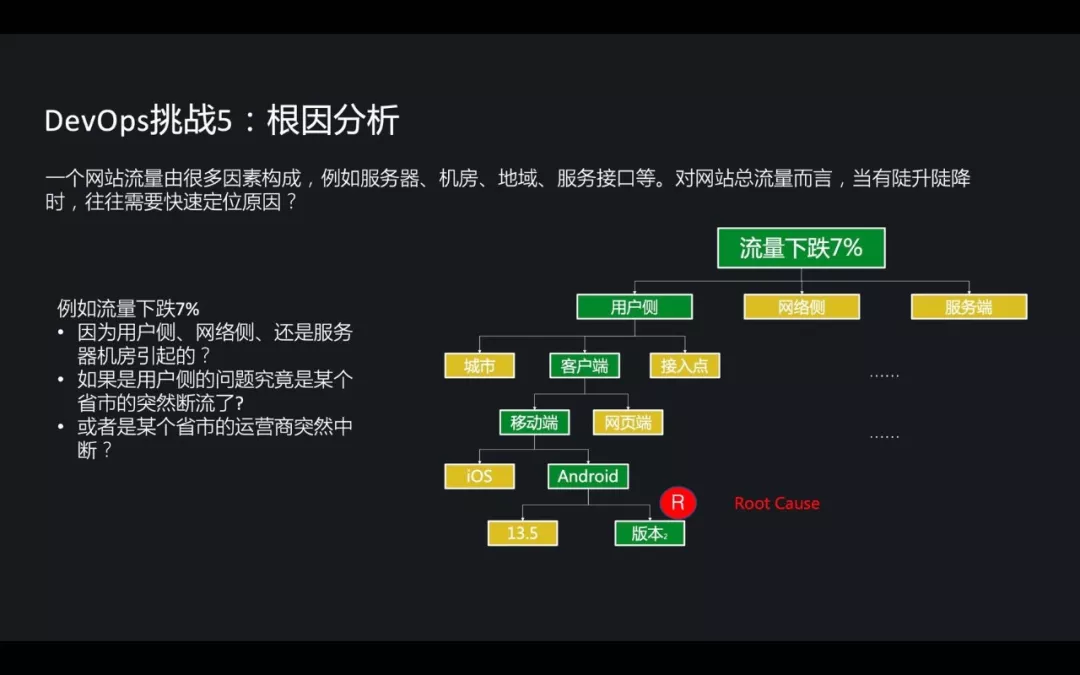 DevOps挑战5：根因分析
一个网站流量由很多因素构成，例如服务器、机房、地域、服务接口等。对网站总流量而言，当有陡升陡降
时，往往需要快速定位原因？
流量下跌7%
用户侧
网络侧
服务端
例如流量下跌7%
• 因为用户侧、网络侧、还是服务
器机房引起的？
• 如果是用户侧的问题究竟是某个
省市的突然断流了?
• 或者是某个省市的运营商突然中
断？
城市
客户端
接入点
……
移动端
网页端
……
iOS
Android
R
Root Cause
13.5
版本2